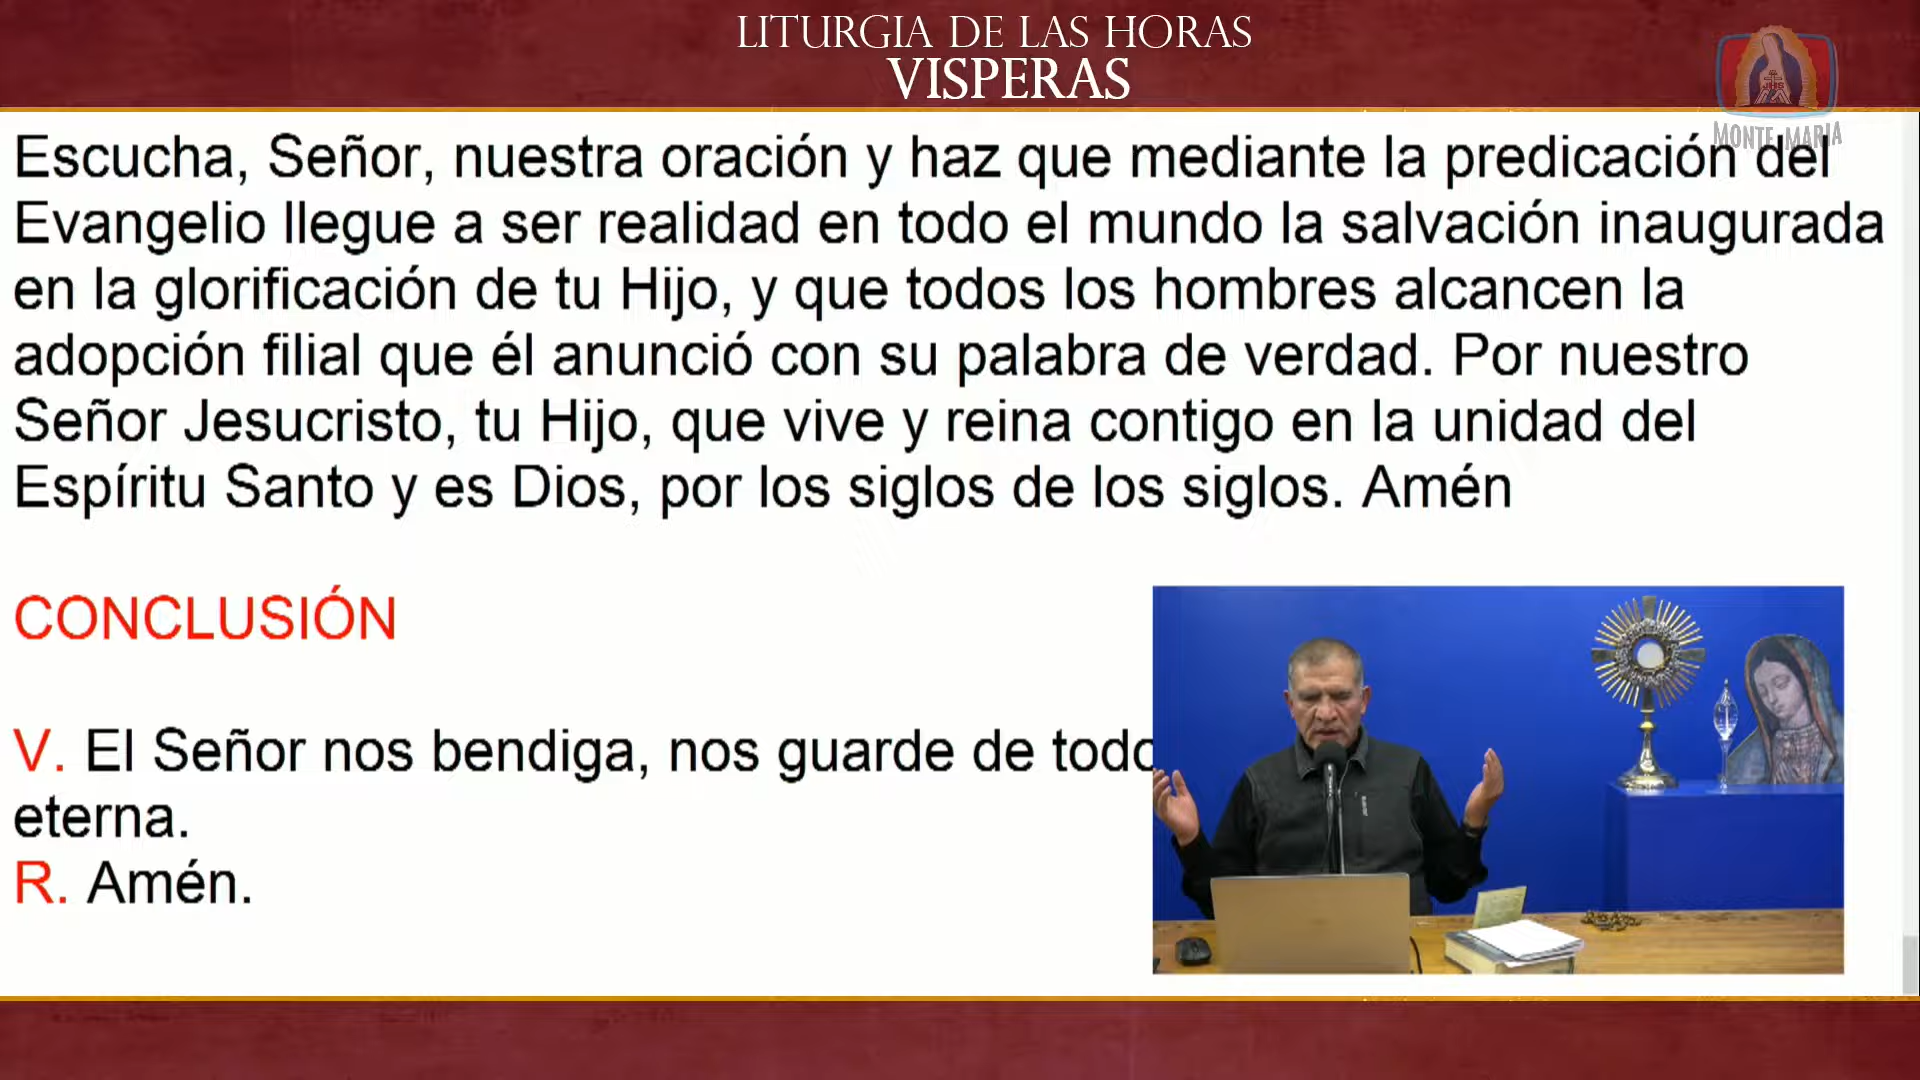 LITURGIA DE LAS HORAS
VISPERAS
MONTE MARIA
Escucha, Señor, nuestra oración y haz que mediante la predicación del
Evangelio llegue a ser realidad en todo el mundo la salvación inaugurada
en la glorificación de tu Hijo, y que todos los hombres alcancen la
adopción filial que él anunció con su palabra de verdad. Por nuestro
Señor Jesucristo, tu Hijo, que vive y reina contigo en la unidad del
Espíritu Santo y es Dios, por los siglos de los siglos. Amén
CONCLUSIÓN
V. El Señor nos bendiga, nos guarde de todo
eterna.
R. Amén.